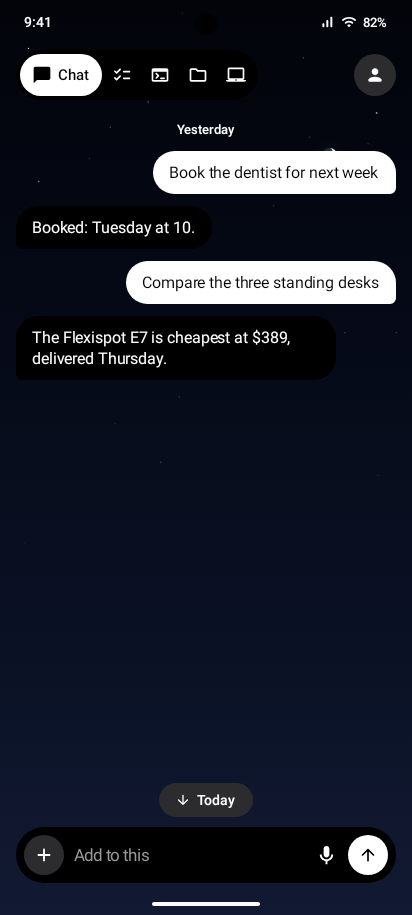 9:41
82%
Chat
Yesterday
Book the dentist for next week
Booked: Tuesday at 10.
Compare the three standing desks
The Flexispot E7 is cheapest at $389,
delivered Thursday.
Today
Add to this